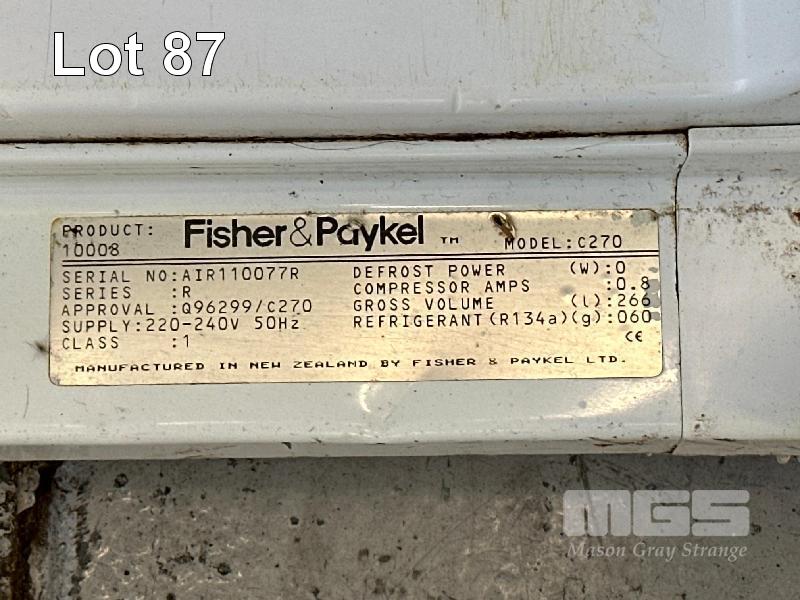 Lot 87
PRODUCT: 10008
Fisher&Paykel TM
MODEL:C270
SERIAL NO:AIR110077R
SERIES :R
APPROVAL :Q96299/C270
SUPPLY:220-240V 50Hz
CLASS :1
DEFROST POWER (W):0
COMPRESSOR AMPS :0.8
GROSS VOLUME (l):266
REFRIGERANT(R134a)(g):060
CE
MANUFACTURED IN NEW ZEALAND BY FISHER & PAYKEL LTD.
MGS
Mason Gray Strange